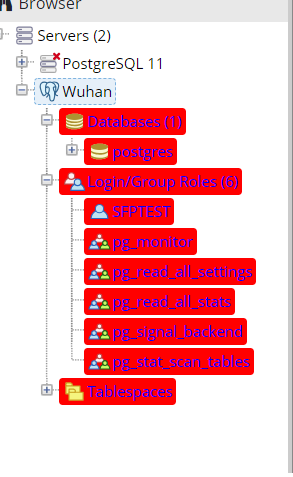 Browser
Servers (2)
PostgreSQL 11
Wuhan
Databases (1)
postgres
Login/Group Roles (6)
SFPTEST
pg_monitor
pg_read_all_settings
pg_read_all_stats
pg_signal_backend
pg_stat_scan_tables
Tablespaces